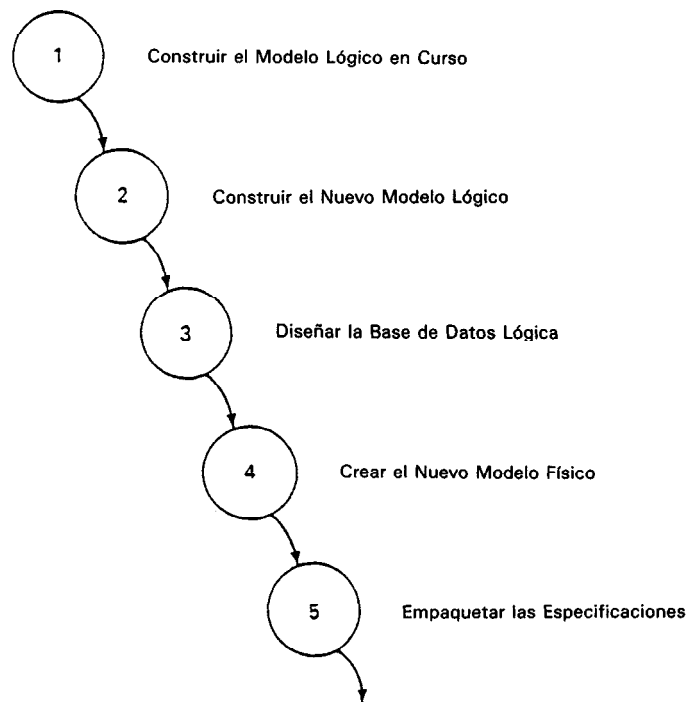 1 Construir el Modelo Lógico en Curso
2 Construir el Nuevo Modelo Lógico
3 Diseñar la Base de Datos Lógica
4 Crear el Nuevo Modelo Físico
5 Empaquetar las Especificaciones